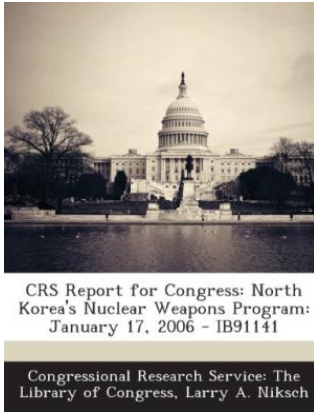 CRS Report for Congress: North
Korea's Nuclear Weapons Program:
January 17, 2006 - IB91141
Congressional Research Service: The
Library of Congress, Larry A. Niksch